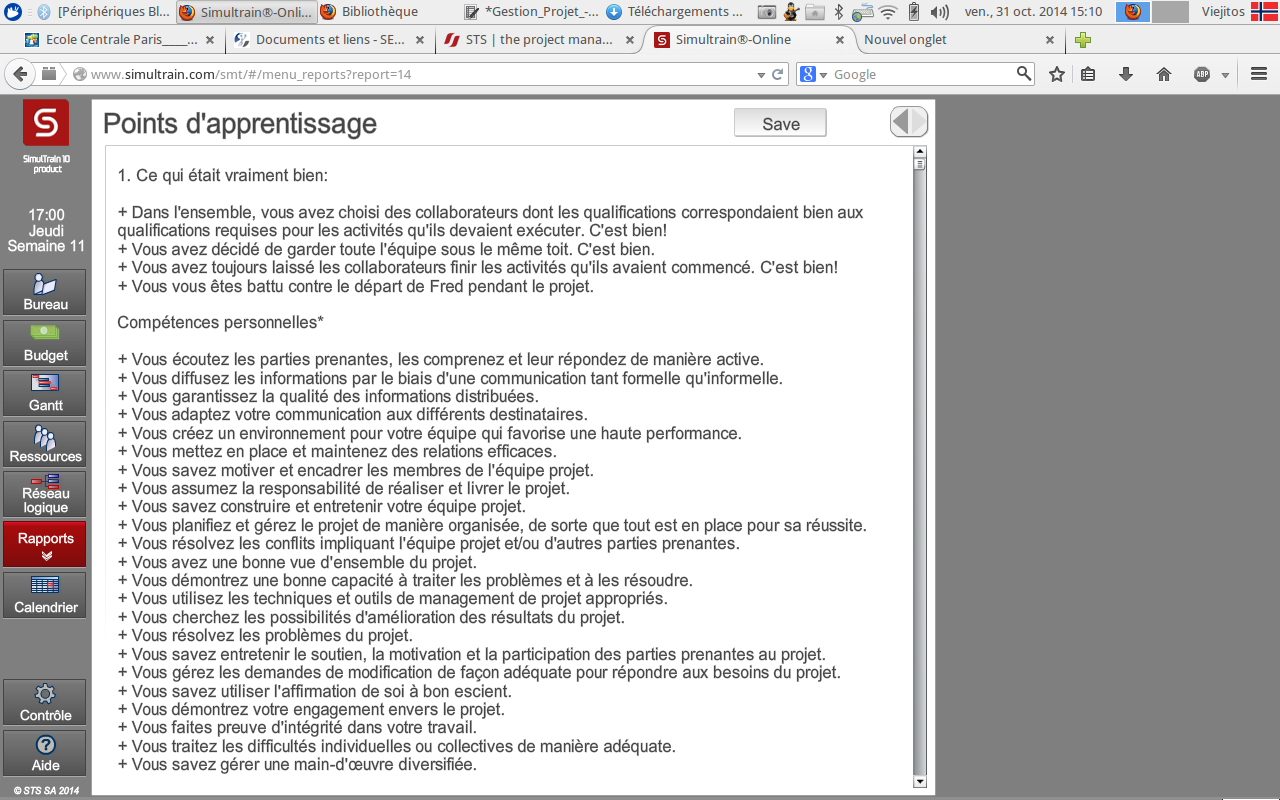 [Périphériques Bl...
Simultrain®-Onli...
Bibliothèque
*Gestion_Projet_-...
Téléchargements ...
ven., 31 oct. 2014 15:10
Viejitos
Ecole Centrale Paris____...
Documents et liens - SE...
STS | the project mana...
Simultrain®-Online
Nouvel onglet
www.simultrain.com/smt/#/menu_reports?report=14
Google
ABP
S
SimulTrain 10
product
17:00
Jeudi
Semaine 11
Bureau
Budget
Gantt
Ressources
Réseau
logique
Rapports
Calendrier
Contrôle
Aide
© STS SA 2014
Points d'apprentissage
Save
1. Ce qui était vraiment bien:
+ Dans l'ensemble, vous avez choisi des collaborateurs dont les qualifications correspondaient bien aux
qualifications requises pour les activités qu'ils devaient exécuter. C'est bien!
+ Vous avez décidé de garder toute l'équipe sous le même toit. C'est bien.
+ Vous avez toujours laissé les collaborateurs finir les activités qu'ils avaient commencé. C'est bien!
+ Vous vous êtes battu contre le départ de Fred pendant le projet.
Compétences personnelles*
+ Vous écoutez les parties prenantes, les comprenez et leur répondez de manière active.
+ Vous diffusez les informations par le biais d'une communication tant formelle qu'informelle.
+ Vous garantissez la qualité des informations distribuées.
+ Vous adaptez votre communication aux différents destinataires.
+ Vous créez un environnement pour votre équipe qui favorise une haute performance.
+ Vous mettez en place et maintenez des relations efficaces.
+ Vous savez motiver et encadrer les membres de l'équipe projet.
+ Vous assumez la responsabilité de réaliser et livrer le projet.
+ Vous savez construire et entretenir votre équipe projet.
+ Vous planifiez et gérez le projet de manière organisée, de sorte que tout est en place pour sa réussite.
+ Vous résolvez les conflits impliquant l'équipe projet et/ou d'autres parties prenantes.
+ Vous avez une bonne vue d'ensemble du projet.
+ Vous démontrez une bonne capacité à traiter les problèmes et à les résoudre.
+ Vous utilisez les techniques et outils de management de projet appropriés.
+ Vous cherchez les possibilités d'amélioration des résultats du projet.
+ Vous résolvez les problèmes du projet.
+ Vous savez entretenir le soutien, la motivation et la participation des parties prenantes au projet.
+ Vous gérez les demandes de modification de façon adéquate pour répondre aux besoins du projet.
+ Vous savez utiliser l'affirmation de soi à bon escient.
+ Vous démontrez votre engagement envers le projet.
+ Vous faites preuve d'intégrité dans votre travail.
+ Vous traitez les difficultés individuelles ou collectives de manière adéquate.
+ Vous savez gérer une main-d'œuvre diversifiée.